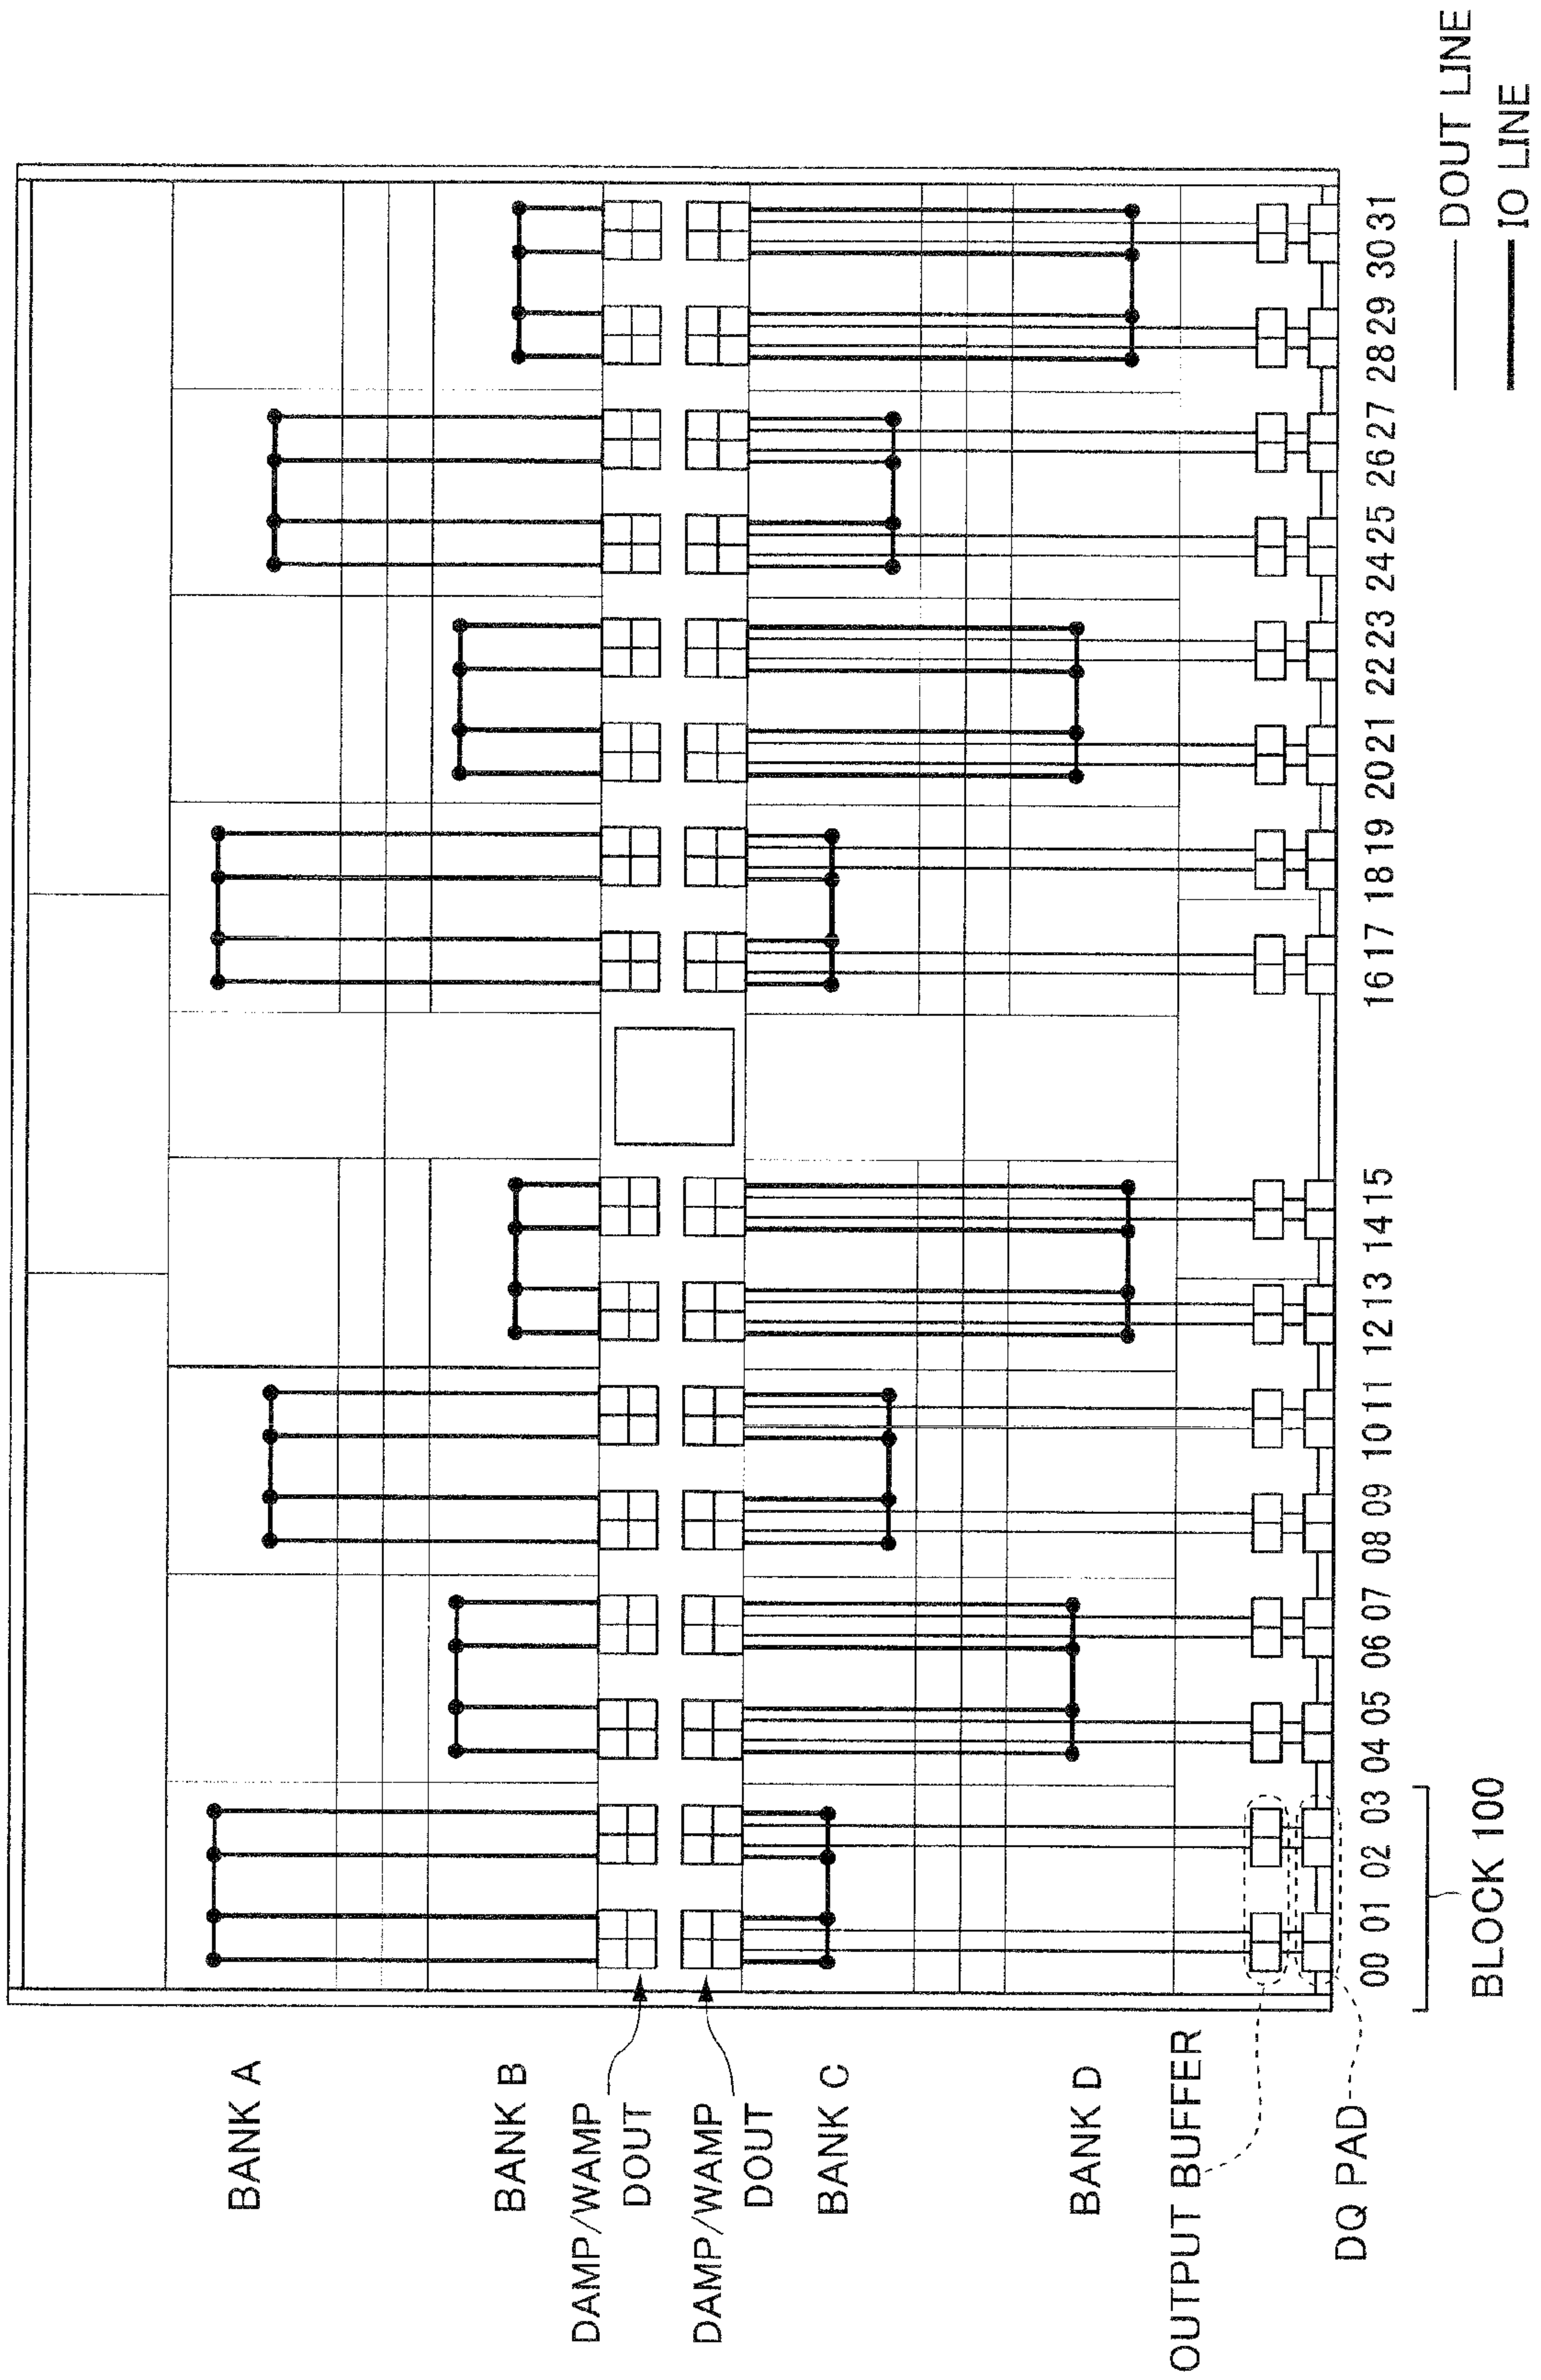 BANK A
BANK B
DAMP/WAMP
DOUT
DAMP/WAMP
DOUT
BANK C
BANK D
OUTPUT BUFFER
DQ PAD
00 01 02 03 04 05 06 07 08 09 10 11 12 13 14 15 16 17 18 19 20 21 22 23 24 25 26 27 28 29 30 31
BLOCK 100
DOUT LINE
IO LINE